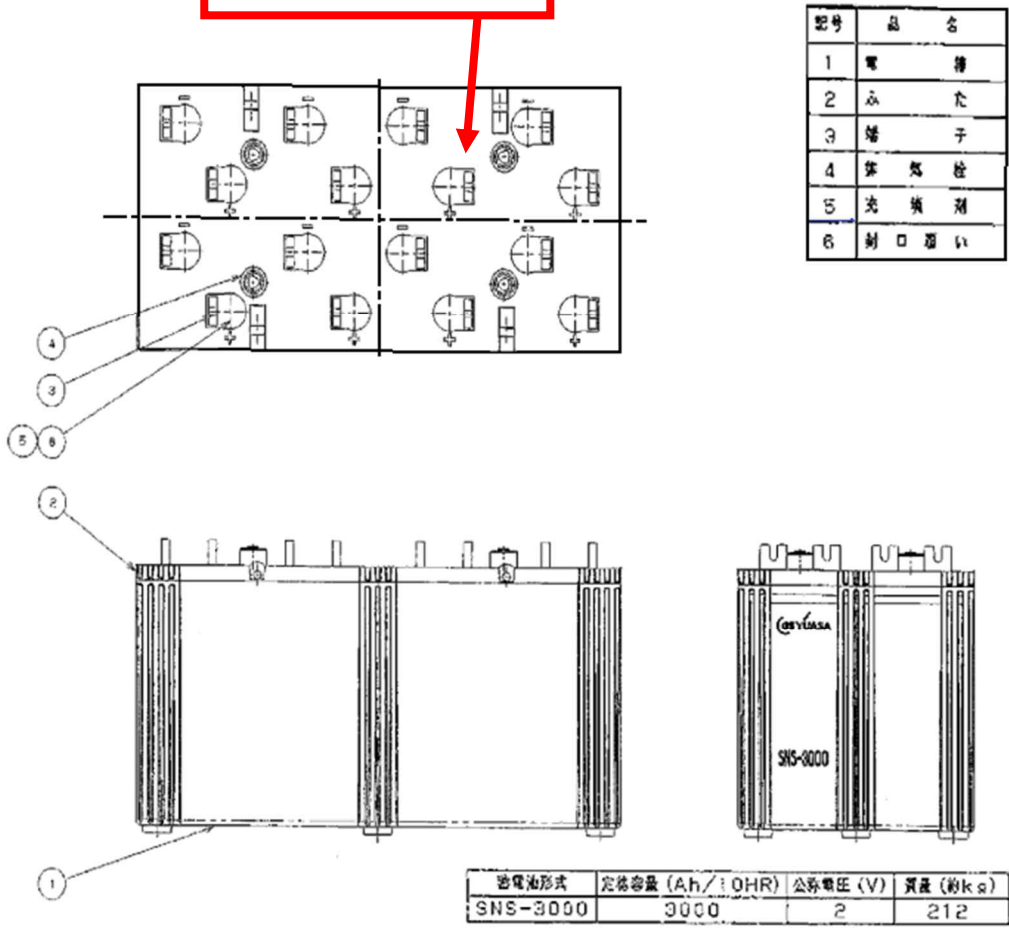 記号 品名
1 電槽
2 ふた
3 端子
4 排気栓
5 充填剤
6 封口覆い
4
3
5 6
2
GS YUASA
SNS-3000
1
蓄電池形式 定格容量 (Ah/10HR) 公称電圧 (V) 質量 (約kg)
SNS-3000 3000 2 212